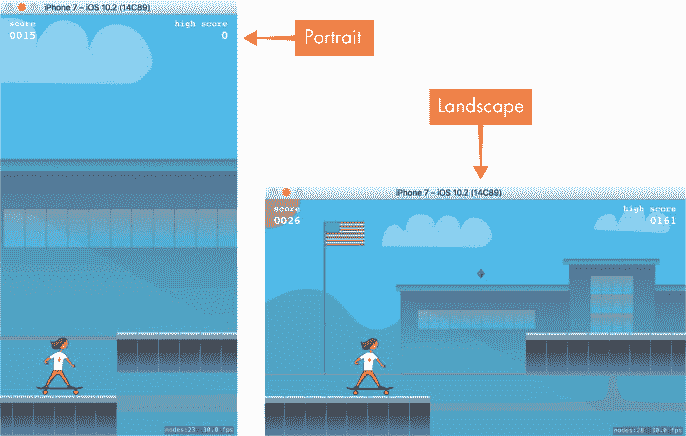 iPhone 7 – iOS 10.2 (14C89)
score
0015
high score
0
nodes:23 30.0 fps
Portrait
Landscape
iPhone 7 – iOS 10.2 (14C89)
score
0026
high score
0161
nodes:28 30.0 fps